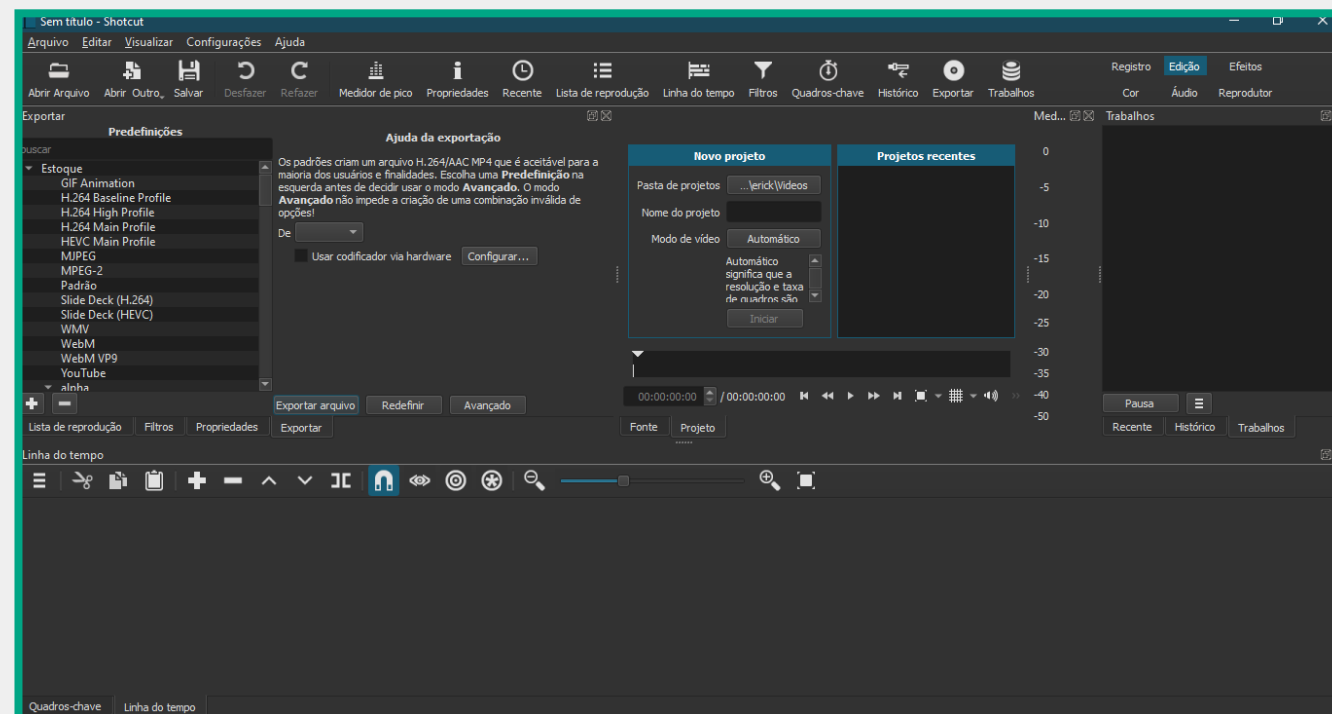 Sem título - Shotcut
Arquivo Editar Visualizar Configurações Ajuda
Abrir Arquivo Abrir Outro Salvar Desfazer Refazer Medidor de pico Propriedades Recente Lista de reprodução Linha do tempo Filtros Quadros-chave Histórico Exportar Trabalhos
Registro Edição Efeitos
Cor Áudio Reprodutor
Exportar
Predefinições
buscar
Estoque
GIF Animation
H.264 Baseline Profile
H.264 High Profile
H.264 Main Profile
HEVC Main Profile
MJPEG
MPEG-2
Padrão
Slide Deck (H.264)
Slide Deck (HEVC)
WMV
WebM
WebM VP9
YouTube
alpha
Ajuda da exportação
Os padrões criam um arquivo H.264/AAC MP4 que é aceitável para a
maioria dos usuários e finalidades. Escolha uma Predefinição na
esquerda antes de decidir usar o modo Avançado. O modo
Avançado não impede a criação de uma combinação inválida de
opções!
De
Usar codificador via hardware Configurar...
Exportar arquivo Redefinir Avançado
Lista de reprodução Filtros Propriedades Exportar
Novo projeto
Pasta de projetos ...\erick\Videos
Nome do projeto
Modo de vídeo Automático
Automático
significa que a
resolução e taxa
de quadros são
Iniciar
Projetos recentes
00:00:00:00 / 00:00:00:00
Fonte Projeto
Med...
0
-5
-10
-15
-20
-25
-30
-35
-40
-50
Trabalhos
Pausa
Recente Histórico Trabalhos
Linha do tempo
Quadros-chave Linha do tempo